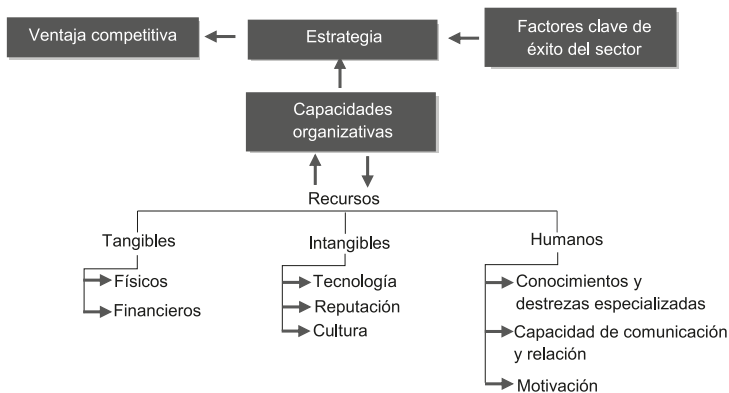 Ventaja competitiva
Estrategia
Factores clave de
éxito del sector
Capacidades
organizativas
Recursos
Tangibles
Físicos
Financieros
Intangibles
Tecnología
Reputación
Cultura
Humanos
Conocimientos y
destrezas especializadas
Capacidad de comunicación
y relación
Motivación